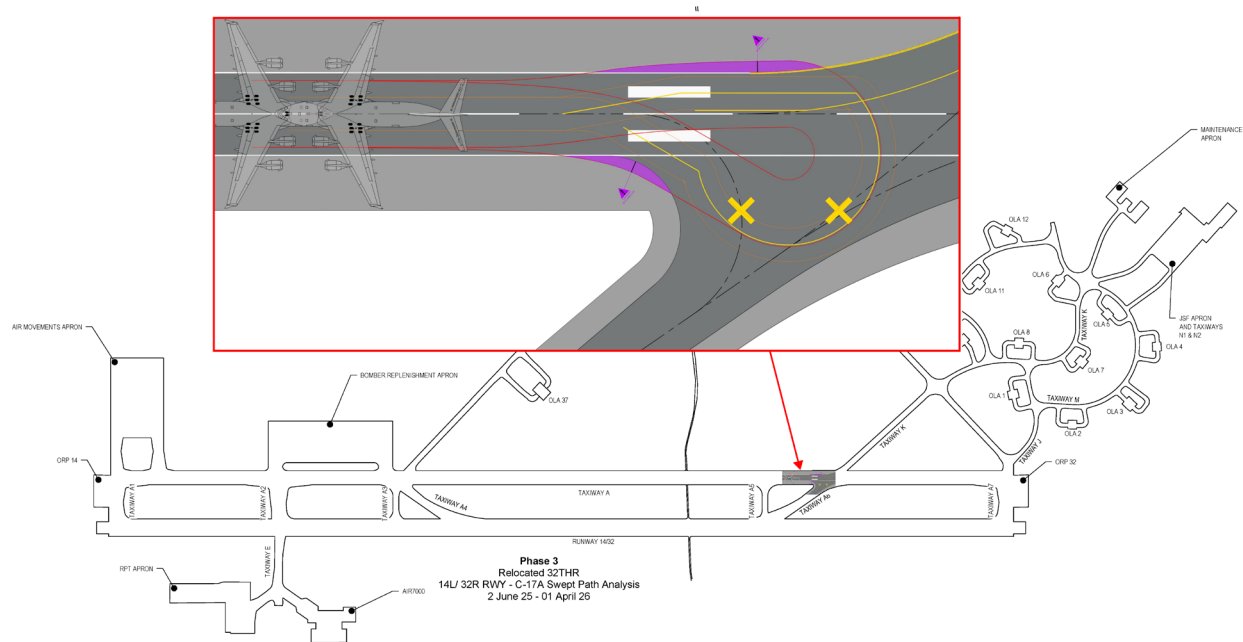 MAINTENANCE
APRON
OLA 12
OLA 6
OLA 11
TAXIWAY K
OLA 5
JSF APRON
AND TAXIWAYS
N1 & N2
AIR MOVEMENTS APRON
OLA 8
OLA 4
OLA 7
BOMBER REPLENISHMENT APRON
OLA 37
OLA 1
TAXIWAY M
OLA 3
OLA 2
TAXIWAY K
TAXIWAY J
ORP 14
ORP 32
TAXIWAY A1
TAXIWAY A2
TAXIWAY A3
TAXIWAY A4
TAXIWAY A
TAXIWAY A5
TAXIWAY A6
TAXIWAY A7
RUNWAY 14/32
TAXIWAY E
RPT APRON
AIR7000
Phase 3
Relocated 32THR
14L/ 32R RWY - C-17A Swept Path Analysis
2 June 25 - 01 April 26